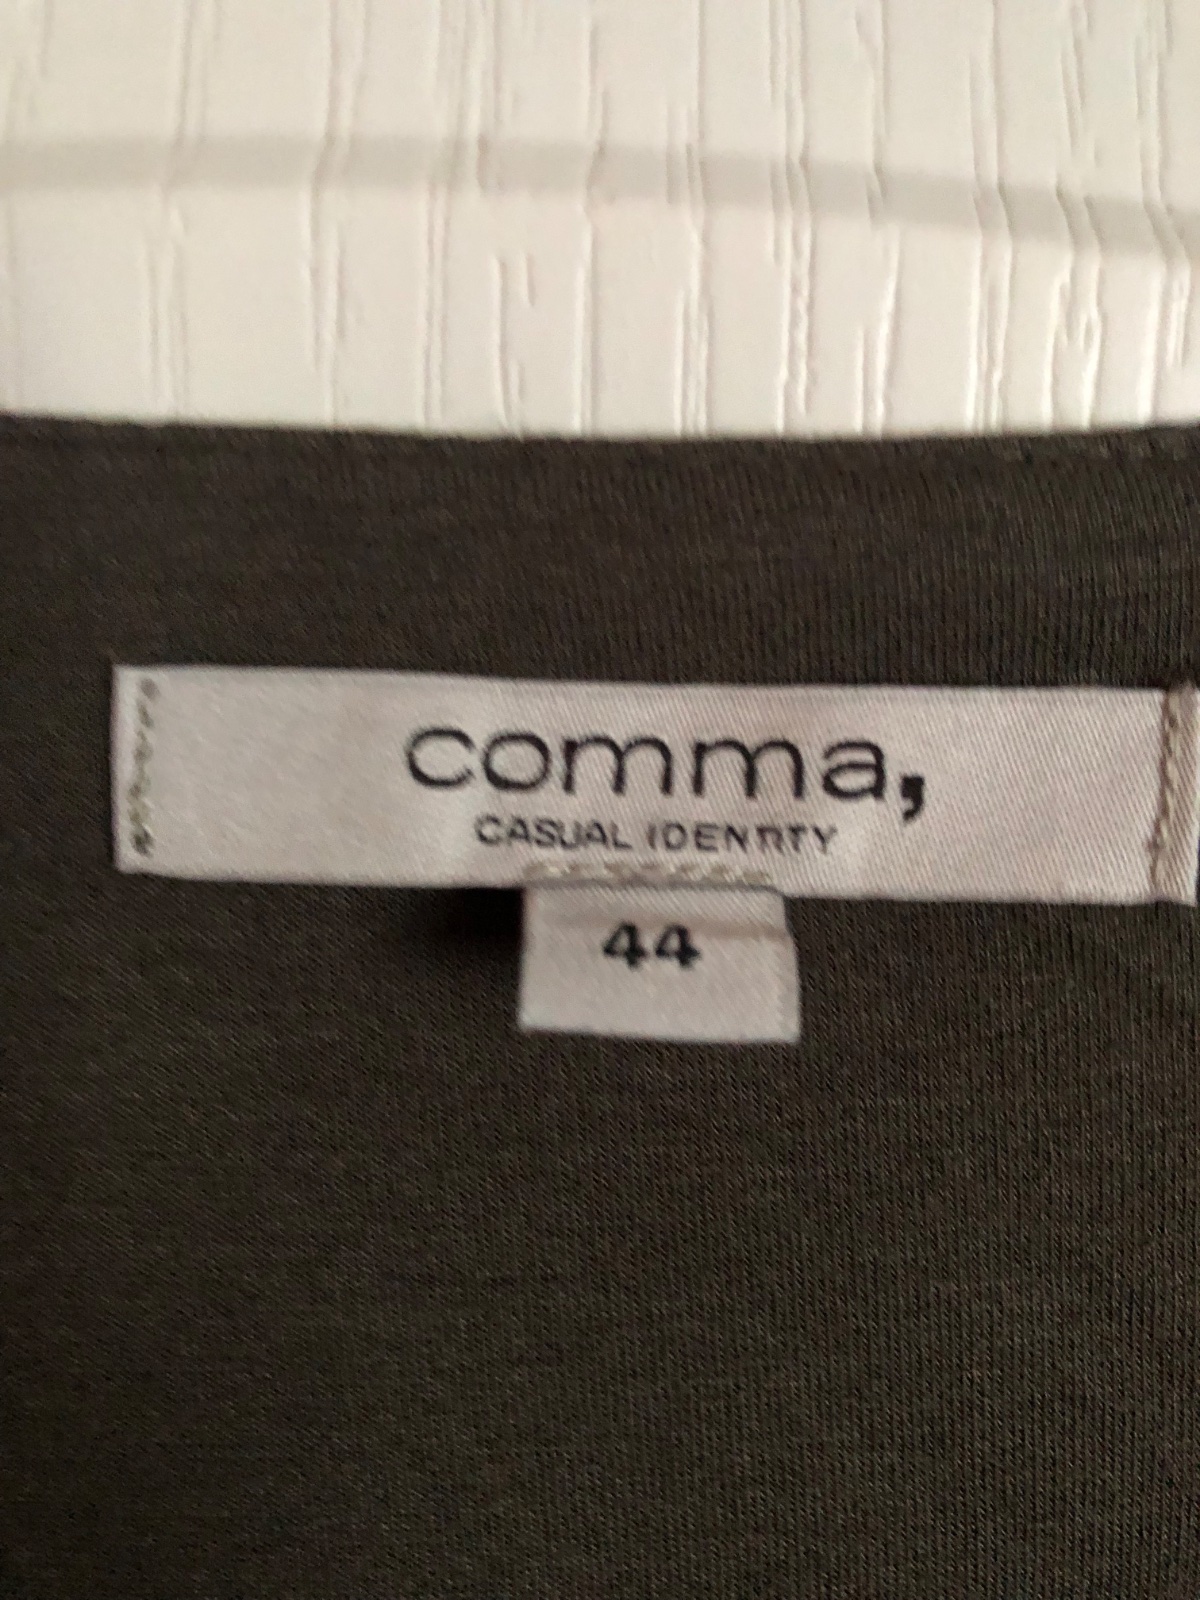 comma,
CASUAL IDENTITY
44